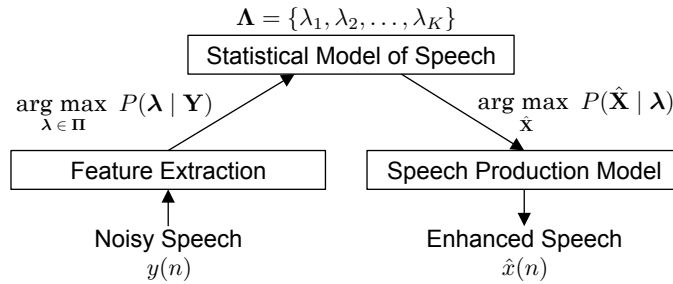 Λ = {λ₁, λ₂, . . . , λ_K}
Statistical Model of Speech
arg max P(λ | Y)
λ ∈ Π
arg max P(X̂ | λ)
X̂
Feature Extraction
Speech Production Model
Noisy Speech
y(n)
Enhanced Speech
x̂(n)